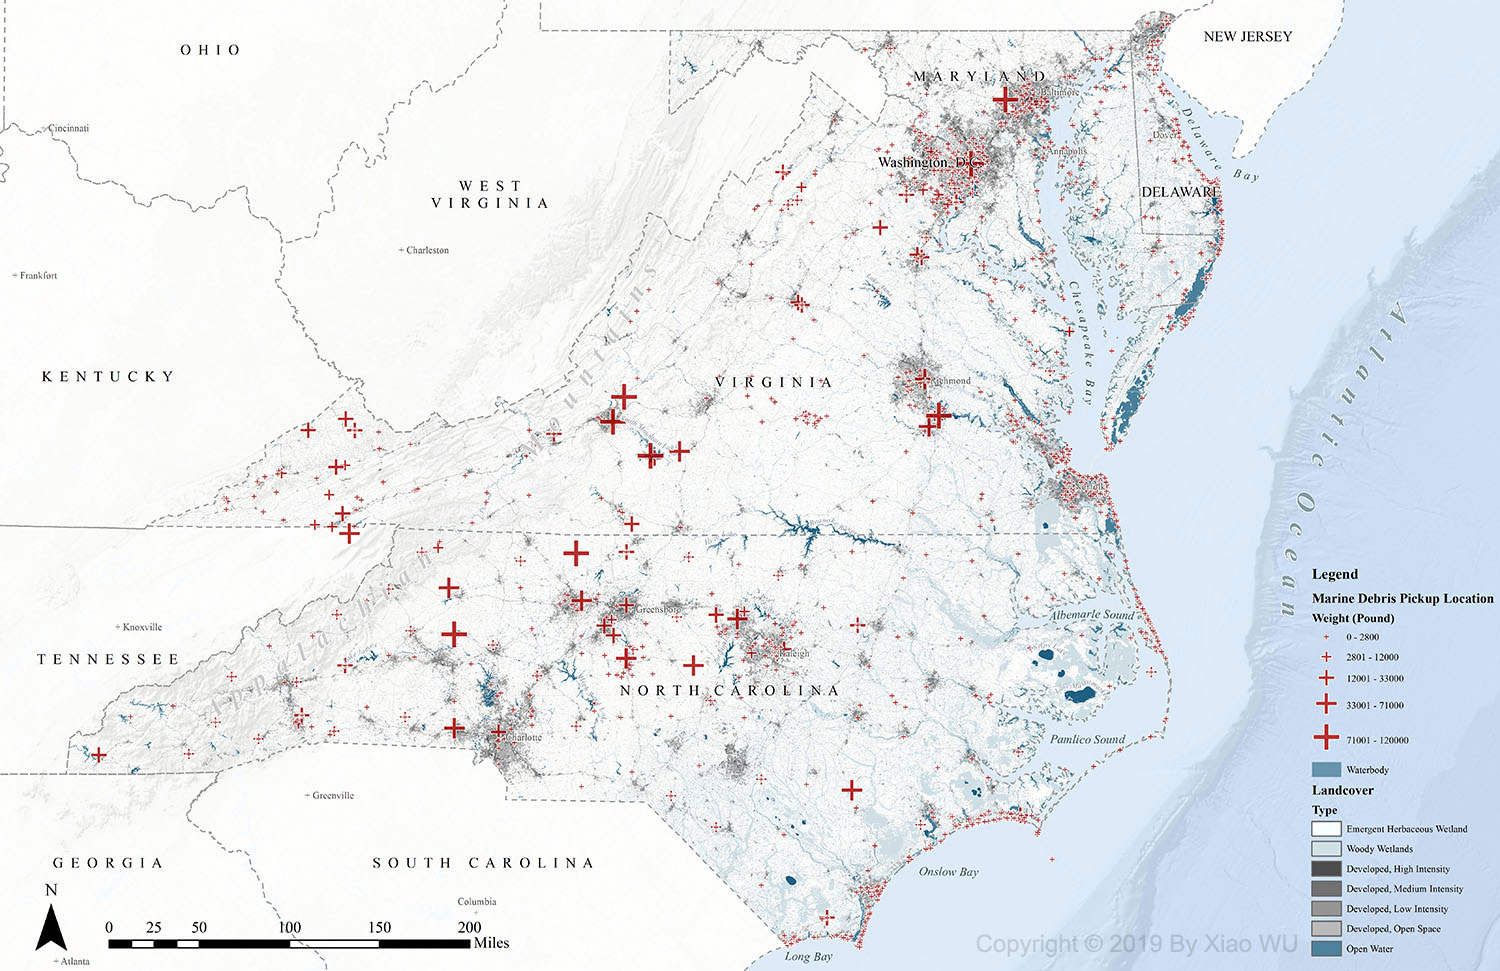 OHIO
NEW JERSEY
MARYLAND
Baltimore
Cincinnati
Dover
Delaware Bay
Annapolis
Washington, D.C.
WEST
VIRGINIA
DELAWARE
Charleston
Frankfort
Chesapeake Bay
Atlantic Ocean
KENTUCKY
VIRGINIA
Richmond
Appalachian Mountains
Norfolk
Knoxville
Greensboro
Albemarle Sound
TENNESSEE
Raleigh
NORTH CAROLINA
Charlotte
Pamlico Sound
Greenville
GEORGIA
SOUTH CAROLINA
Onslow Bay
Columbia
Long Bay
Atlanta
N
0 25 50 100 150 200
Miles
Legend
Marine Debris Pickup Location
Weight (Pound)
0 - 2800
2801 - 12000
12001 - 33000
33001 - 71000
71001 - 120000
Waterbody
Landcover
Type
Emergent Herbaceous Wetland
Woody Wetlands
Developed, High Intensity
Developed, Medium Intensity
Developed, Low Intensity
Developed, Open Space
Open Water
Copyright © 2019 By Xiao WU